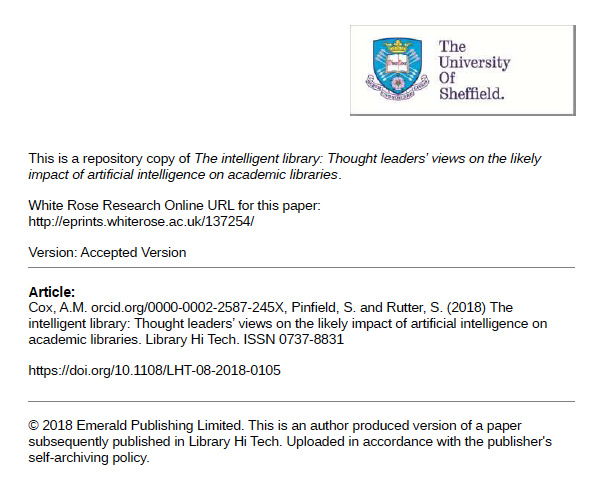 The
University
Of
Sheffield.
This is a repository copy of The intelligent library: Thought leaders’ views on the likely
impact of artificial intelligence on academic libraries.
White Rose Research Online URL for this paper:
http://eprints.whiterose.ac.uk/137254/
Version: Accepted Version
Article:
Cox, A.M. orcid.org/0000-0002-2587-245X, Pinfield, S. and Rutter, S. (2018) The
intelligent library: Thought leaders’ views on the likely impact of artificial intelligence on
academic libraries. Library Hi Tech. ISSN 0737-8831
https://doi.org/10.1108/LHT-08-2018-0105
© 2018 Emerald Publishing Limited. This is an author produced version of a paper
subsequently published in Library Hi Tech. Uploaded in accordance with the publisher's
self-archiving policy.